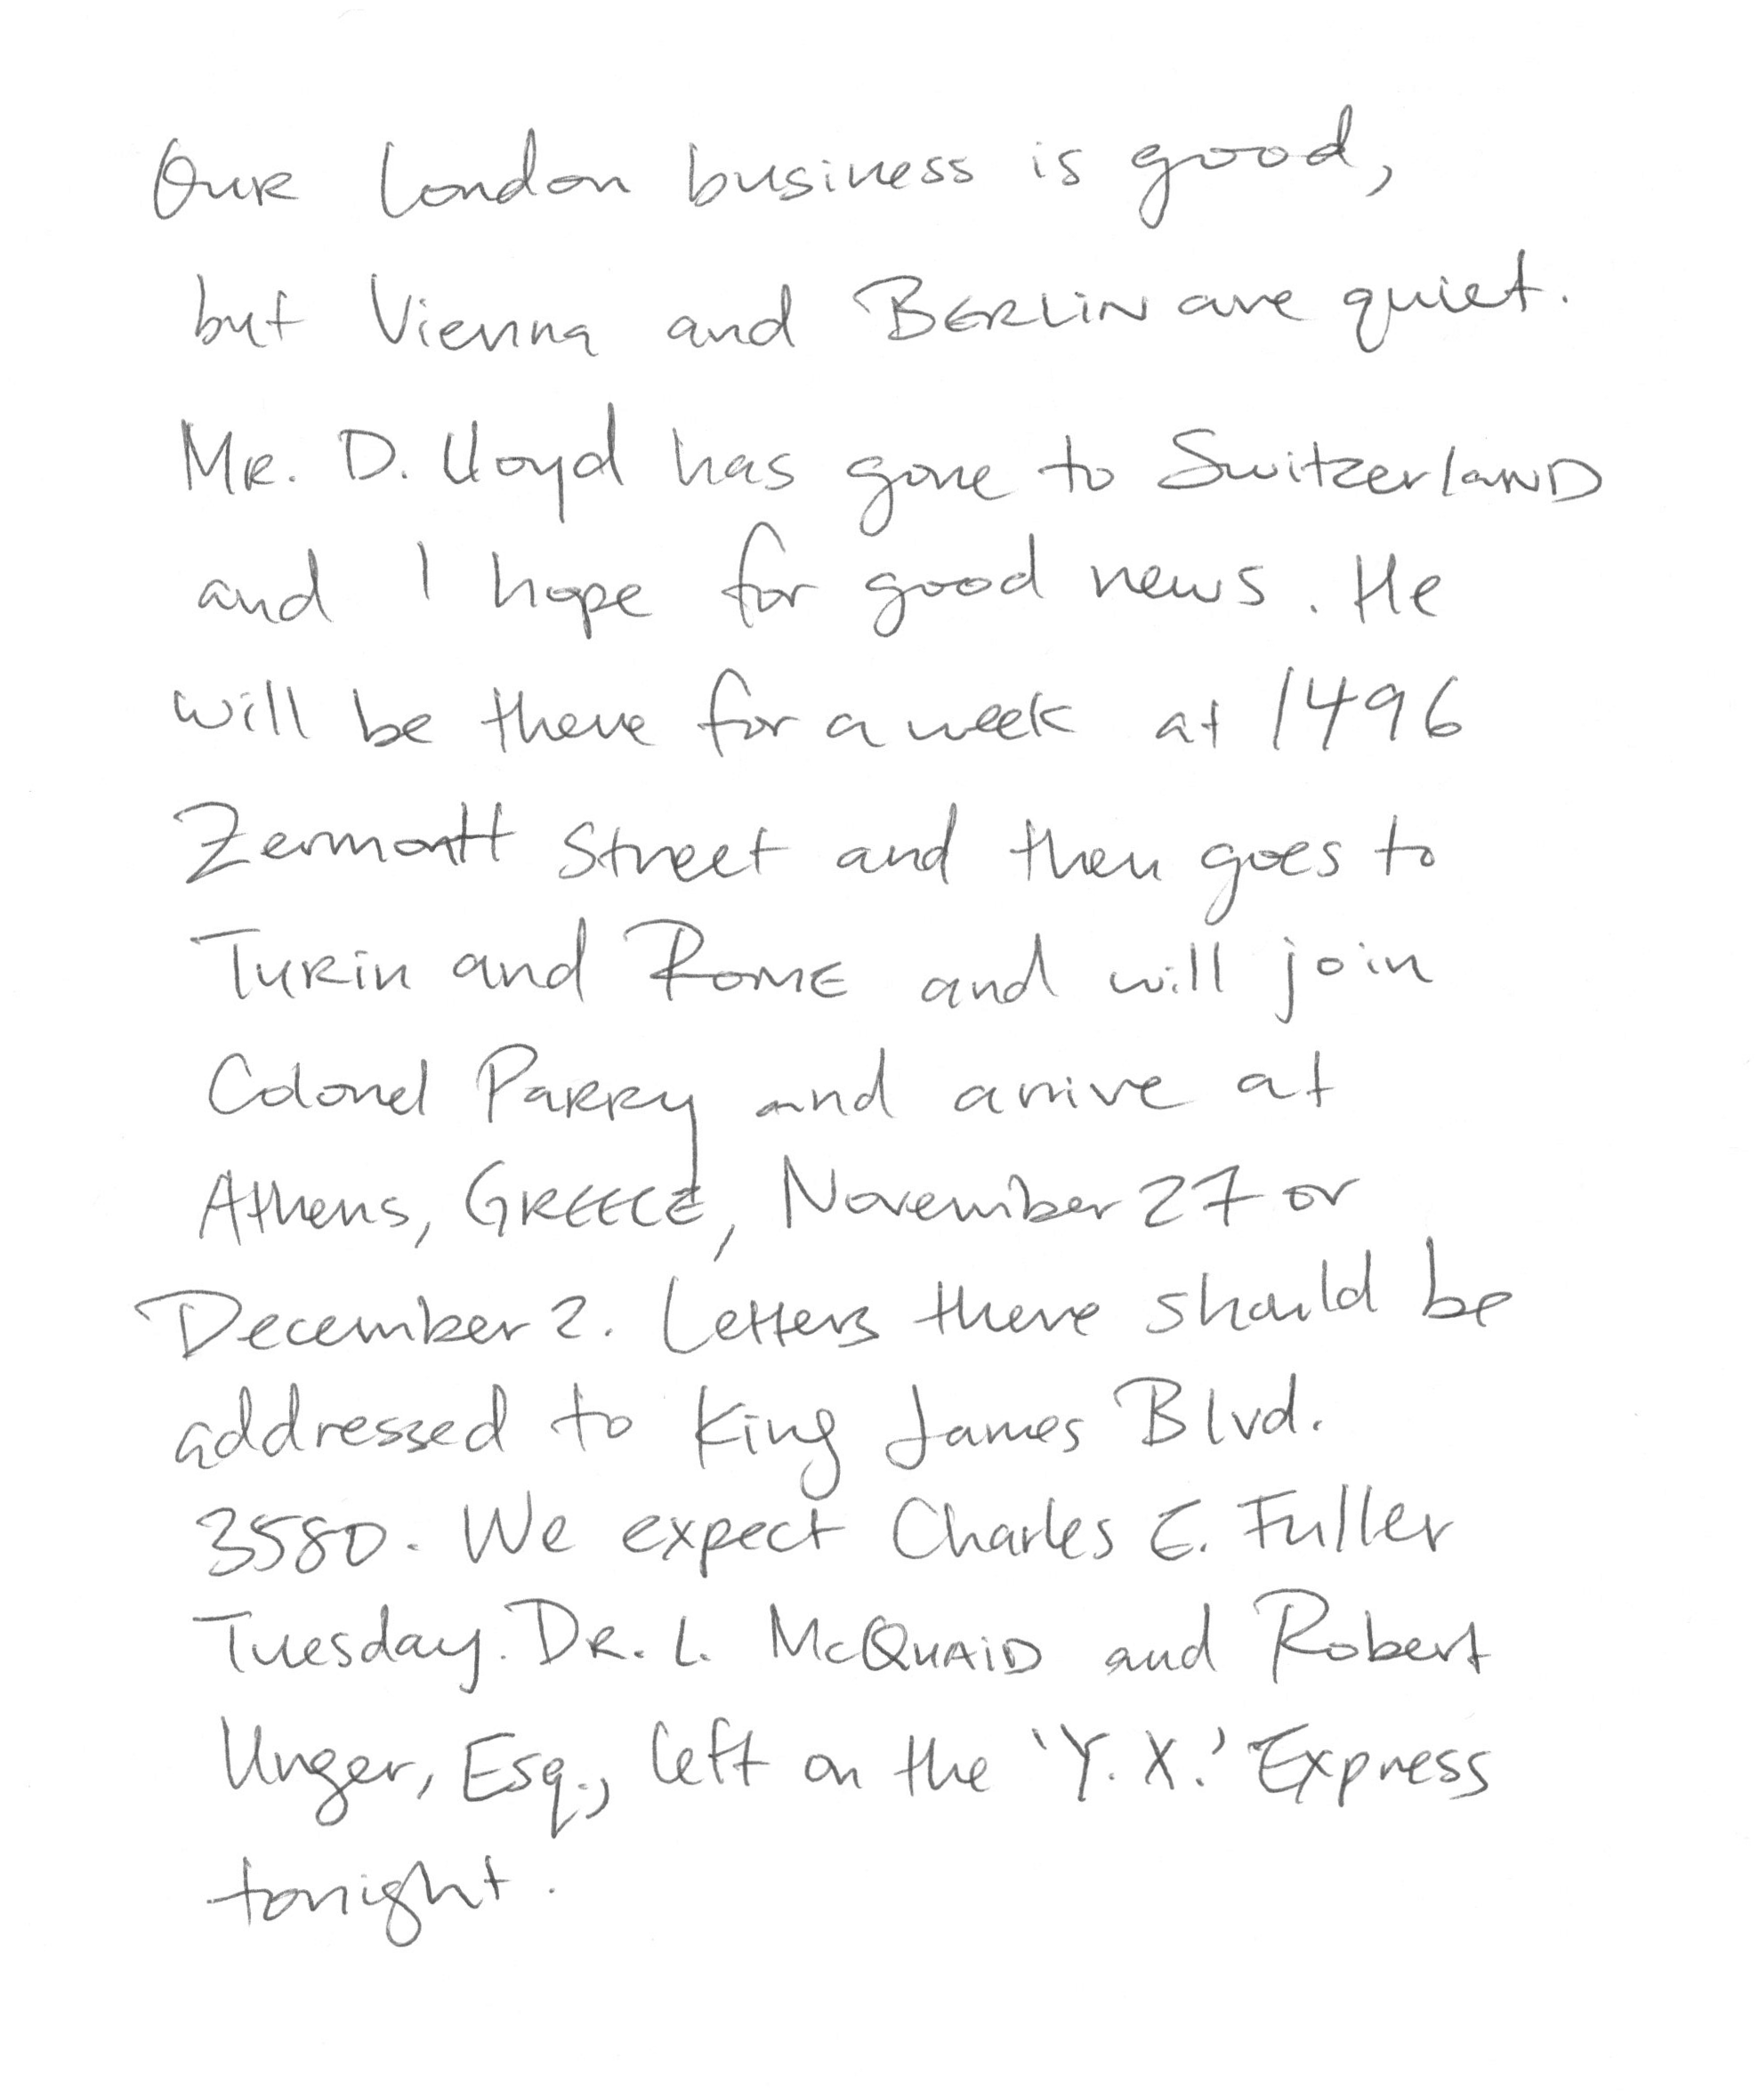 Our London business is good,
but Vienna and BERLIN are quiet.
MR. D. Lloyd has gone to SwitzerlAND
and I hope for good news. He
will be there for a week at 1496
Zermontt Street and then goes to
TuRin and ROME and will join
Colonel PARRy and arrive at
Athens, GREECE, November 27 or
December 2. Letters there should be
addressed to King James Blvd.
3580. We expect Charles E. Fuller
Tuesday. DR. L. McQUAiD and Robert
Unger, Esq., left on the 'Y. X.' Express
tonight.